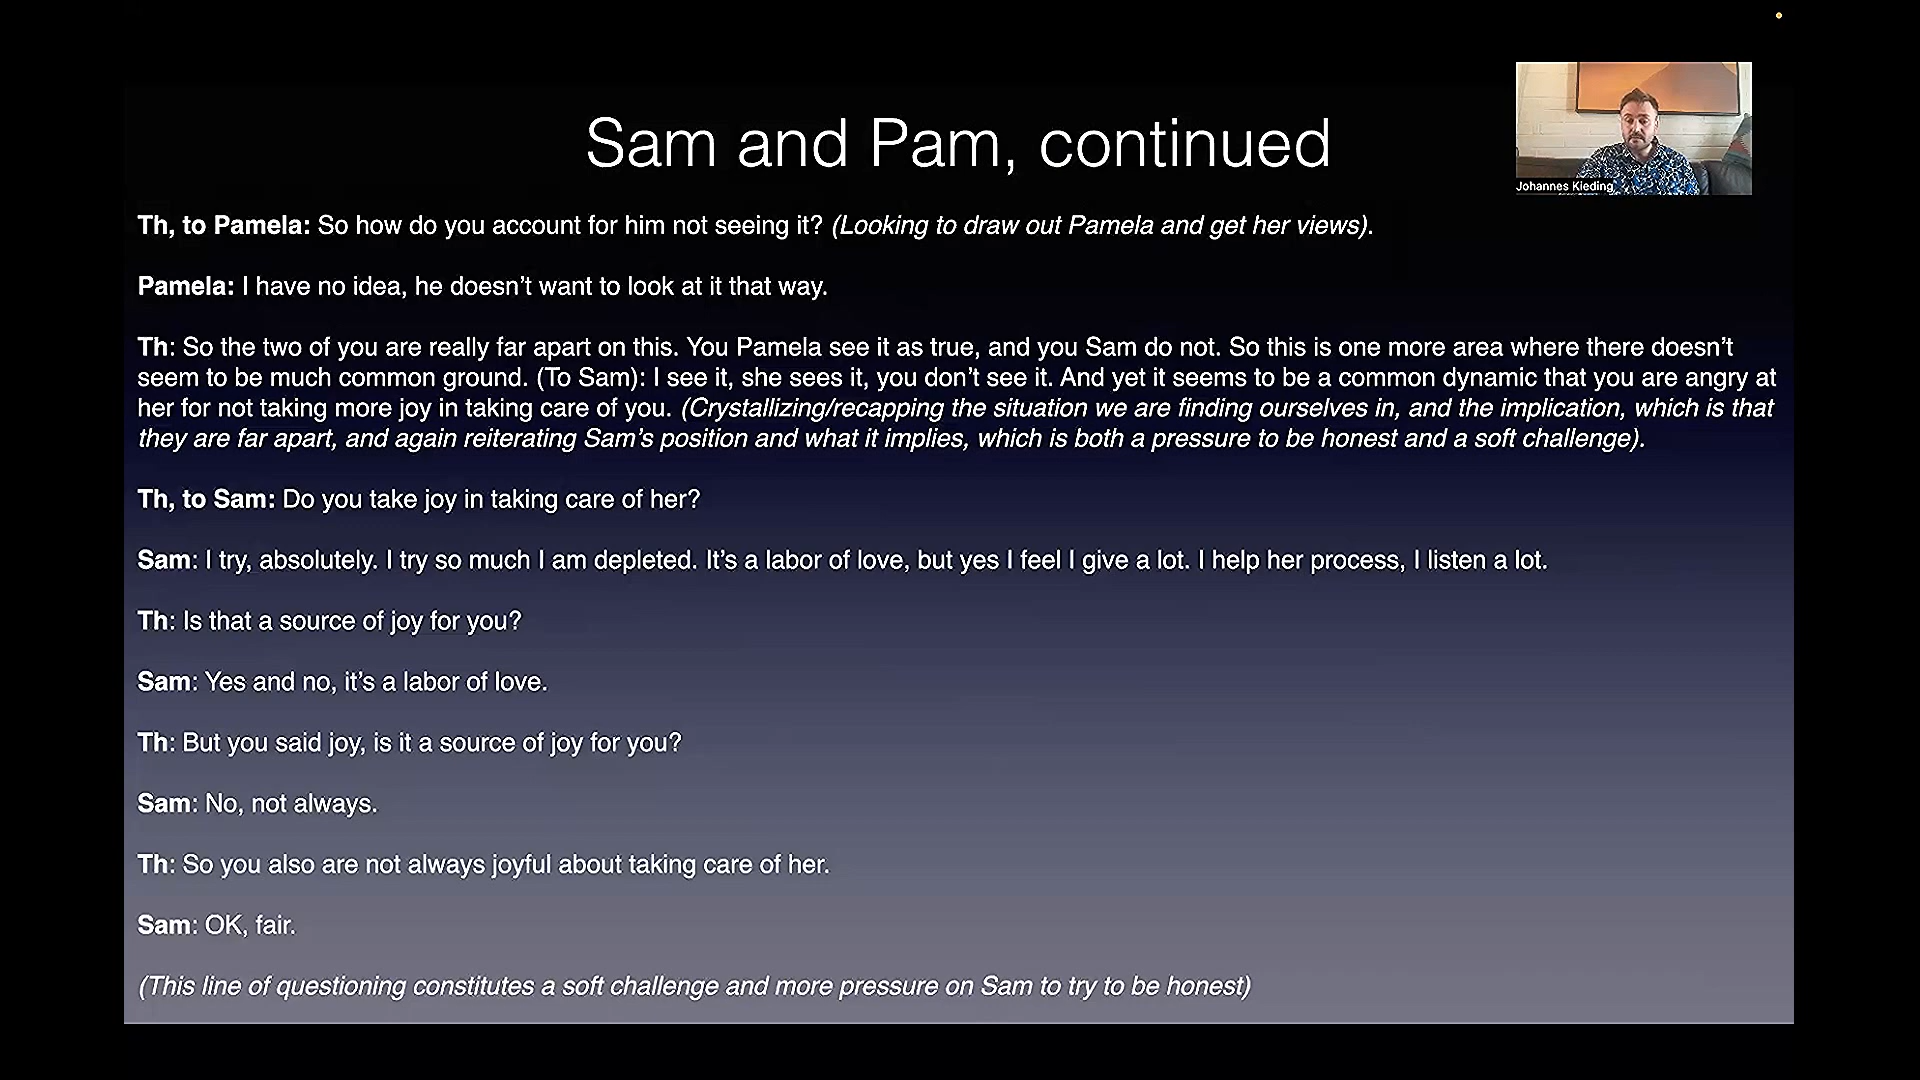 Sam and Pam, continued
Johannes Kieding
Th, to Pamela: So how do you account for him not seeing it? (Looking to draw out Pamela and get her views).
Pamela: I have no idea, he doesn’t want to look at it that way.
Th: So the two of you are really far apart on this. You Pamela see it as true, and you Sam do not. So this is one more area where there doesn’t
seem to be much common ground. (To Sam): I see it, she sees it, you don’t see it. And yet it seems to be a common dynamic that you are angry at
her for not taking more joy in taking care of you. (Crystallizing/recapping the situation we are finding ourselves in, and the implication, which is that
they are far apart, and again reiterating Sam’s position and what it implies, which is both a pressure to be honest and a soft challenge).
Th, to Sam: Do you take joy in taking care of her?
Sam: I try, absolutely. I try so much I am depleted. It’s a labor of love, but yes I feel I give a lot. I help her process, I listen a lot.
Th: Is that a source of joy for you?
Sam: Yes and no, it’s a labor of love.
Th: But you said joy, is it a source of joy for you?
Sam: No, not always.
Th: So you also are not always joyful about taking care of her.
Sam: OK, fair.
(This line of questioning constitutes a soft challenge and more pressure on Sam to try to be honest)